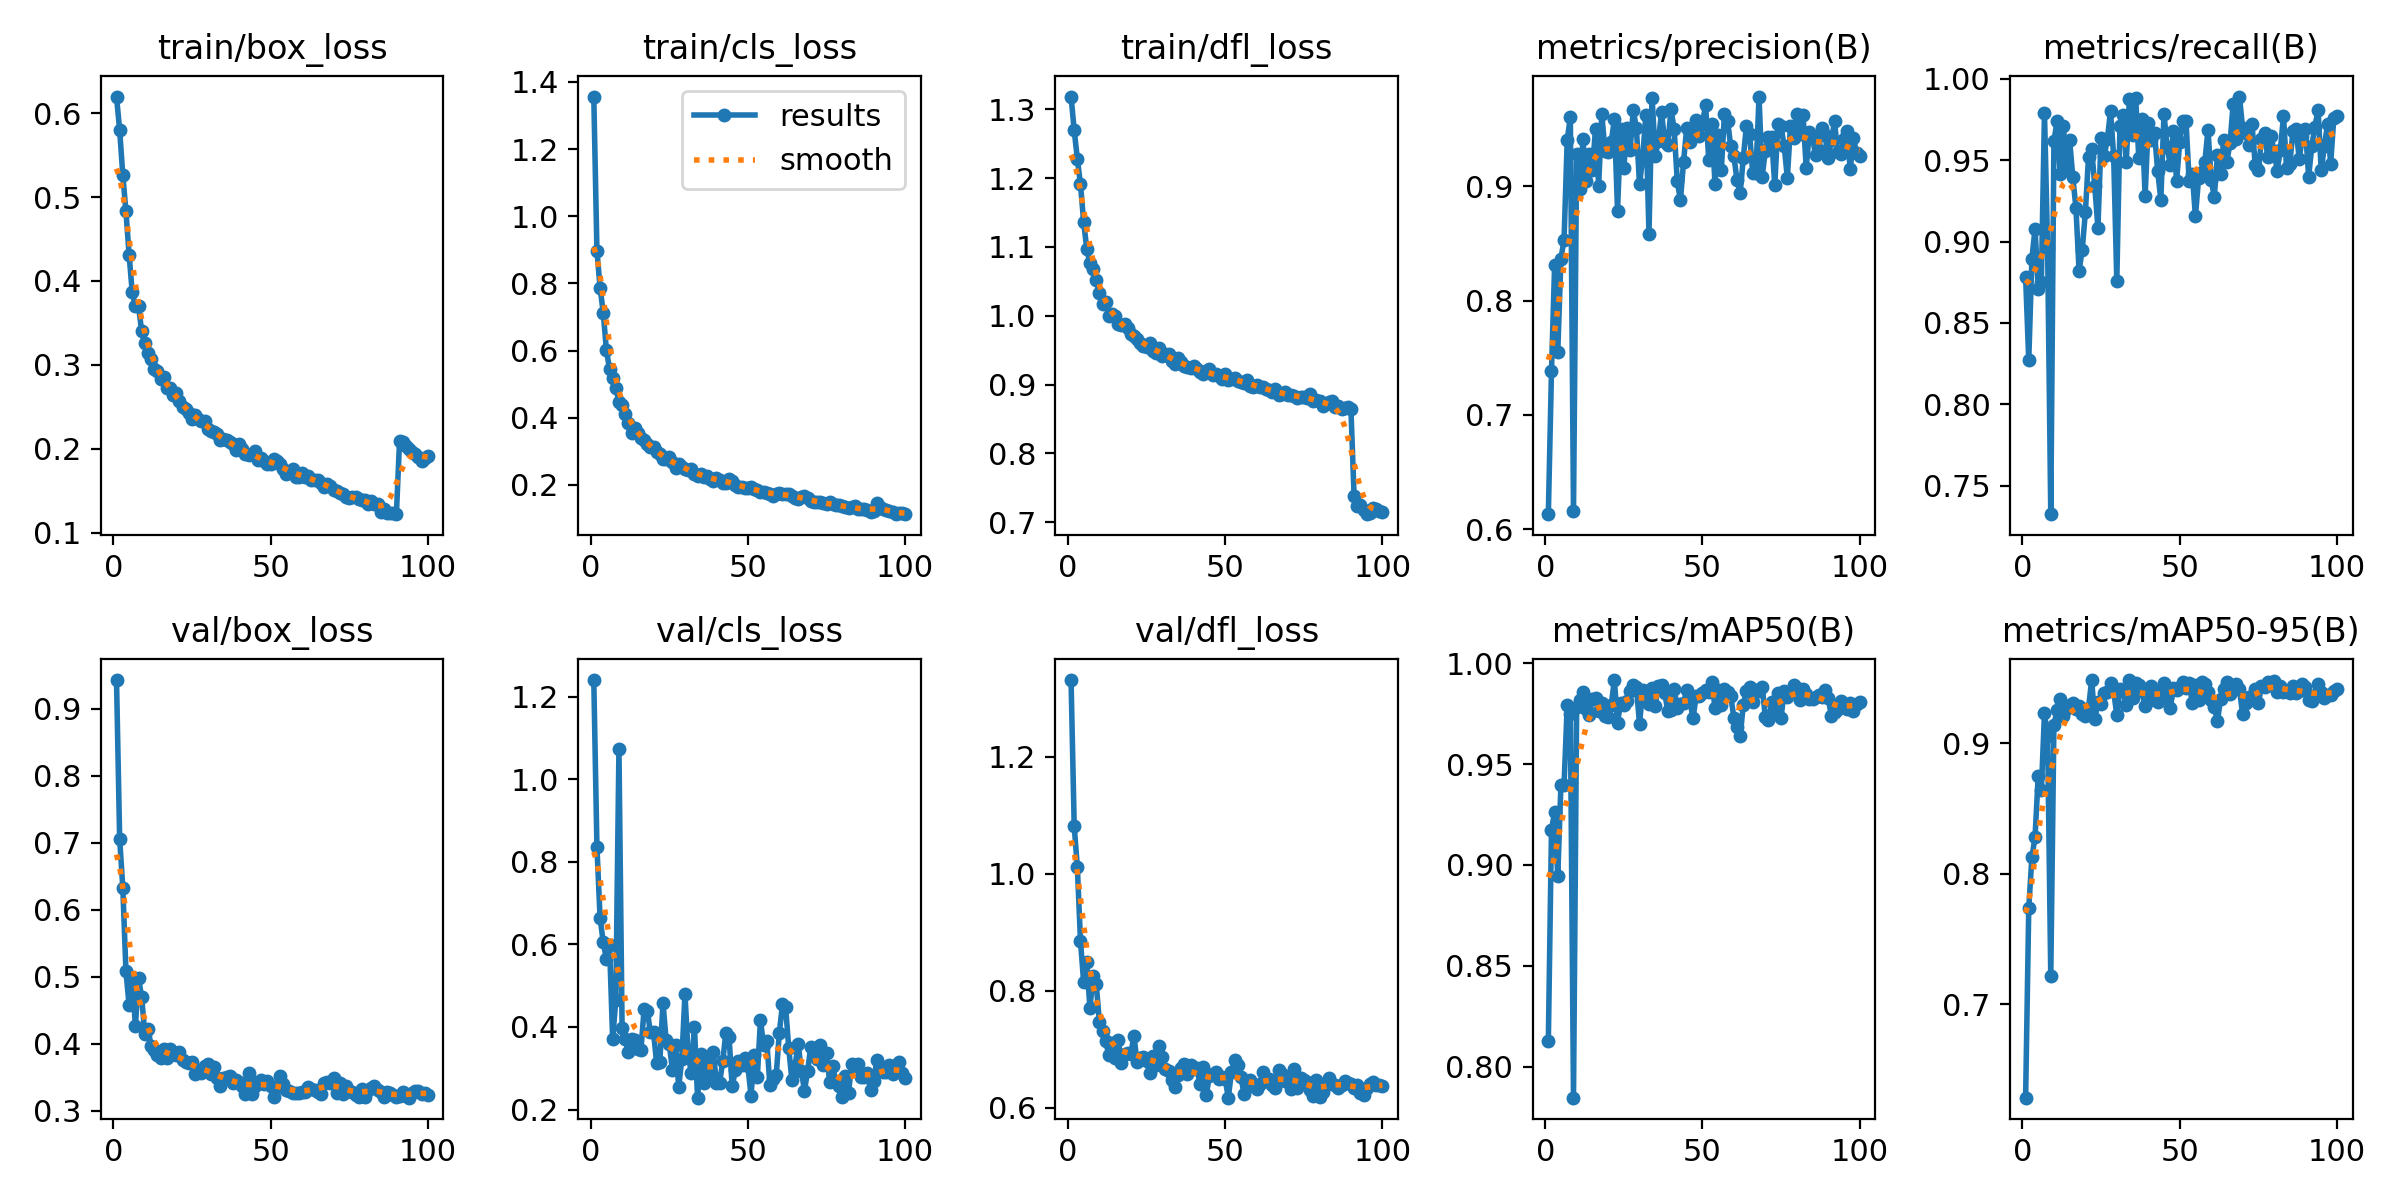 train/box_loss
0.6
0.5
0.4
0.3
0.2
0.1
0 50 100
train/cls_loss
1.4
1.2
1.0
0.8
0.6
0.4
0.2
results
smooth
0 50 100
train/dfl_loss
1.3
1.2
1.1
1.0
0.9
0.8
0.7
0 50 100
metrics/precision(B)
0.9
0.8
0.7
0.6
0 50 100
metrics/recall(B)
1.00
0.95
0.90
0.85
0.80
0.75
0 50 100
val/box_loss
0.9
0.8
0.7
0.6
0.5
0.4
0.3
0 50 100
val/cls_loss
1.2
1.0
0.8
0.6
0.4
0.2
0 50 100
val/dfl_loss
1.2
1.0
0.8
0.6
0 50 100
metrics/mAP50(B)
1.00
0.95
0.90
0.85
0.80
0 50 100
metrics/mAP50-95(B)
0.9
0.8
0.7
0 50 100